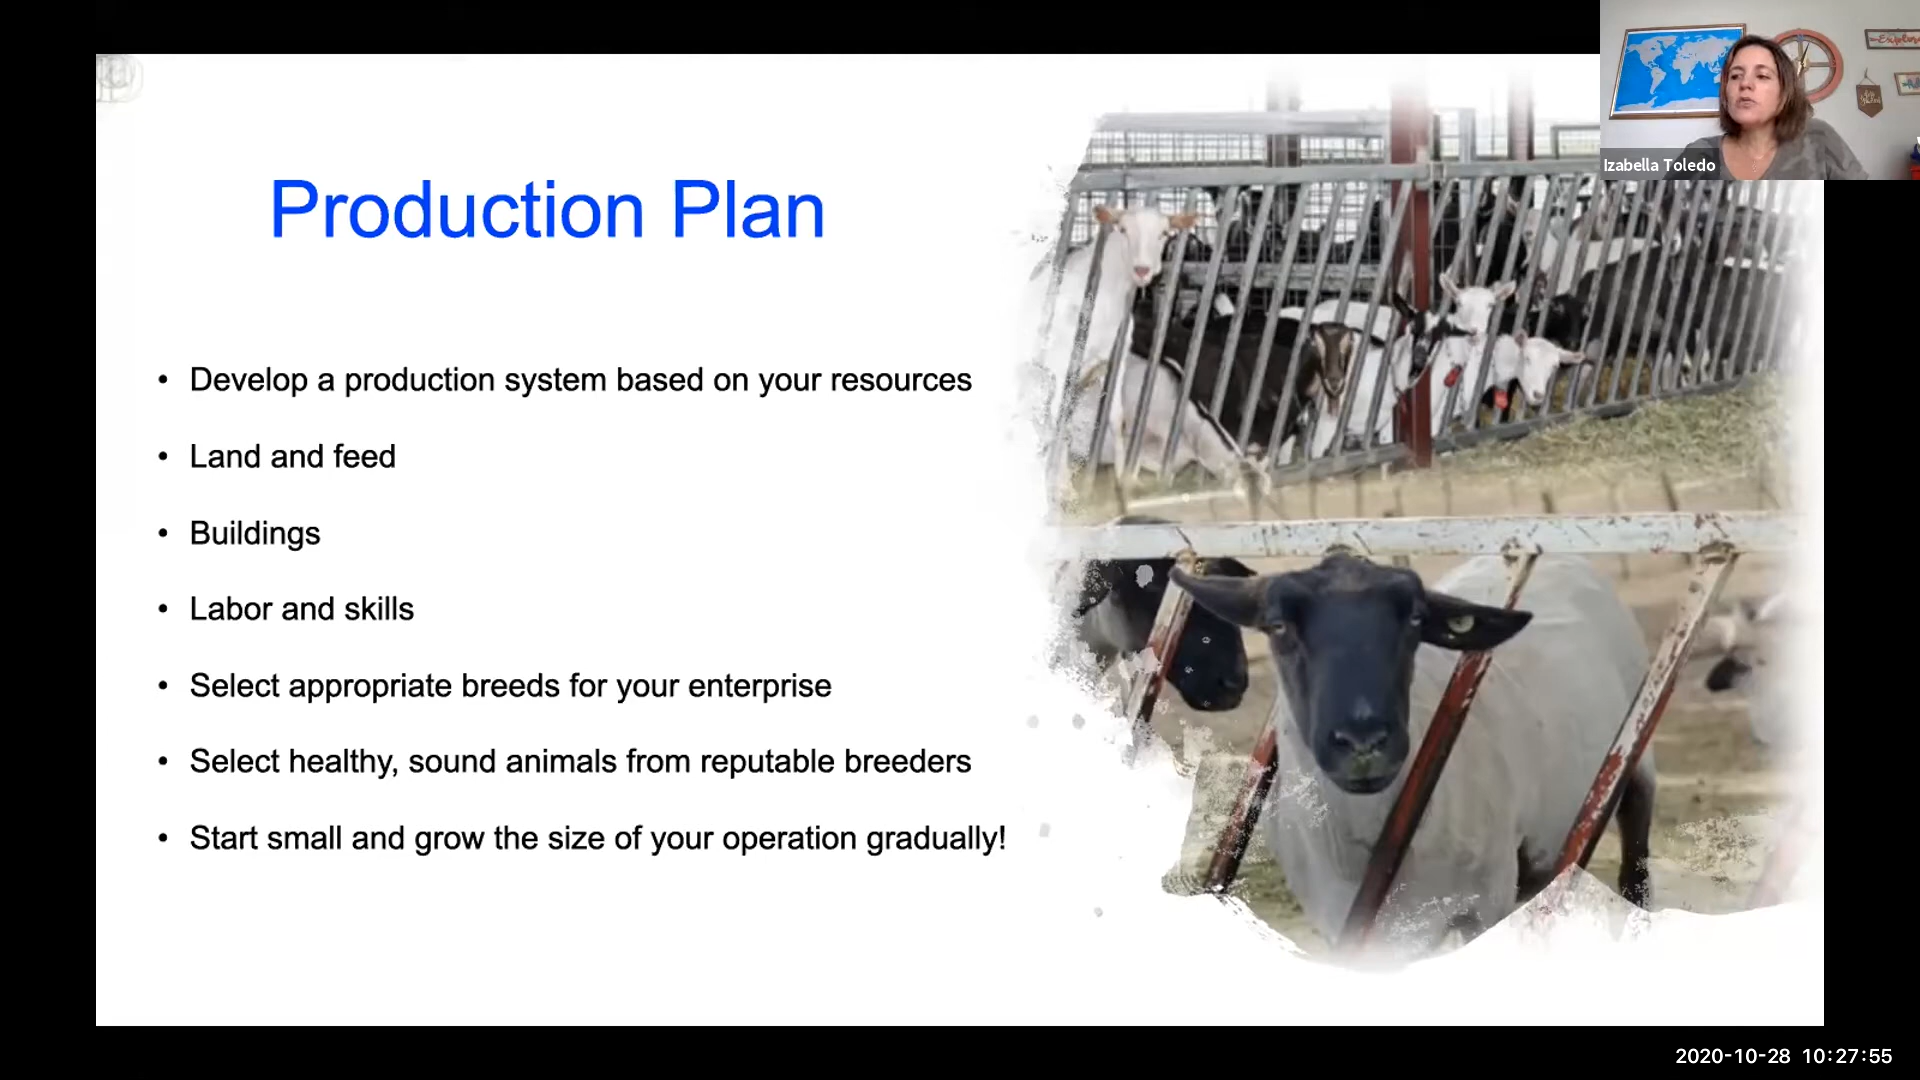 Izabella Toledo
Production Plan
• Develop a production system based on your resources
• Land and feed
• Buildings
• Labor and skills
• Select appropriate breeds for your enterprise
• Select healthy, sound animals from reputable breeders
• Start small and grow the size of your operation gradually!
2020-10-28 10:27:55